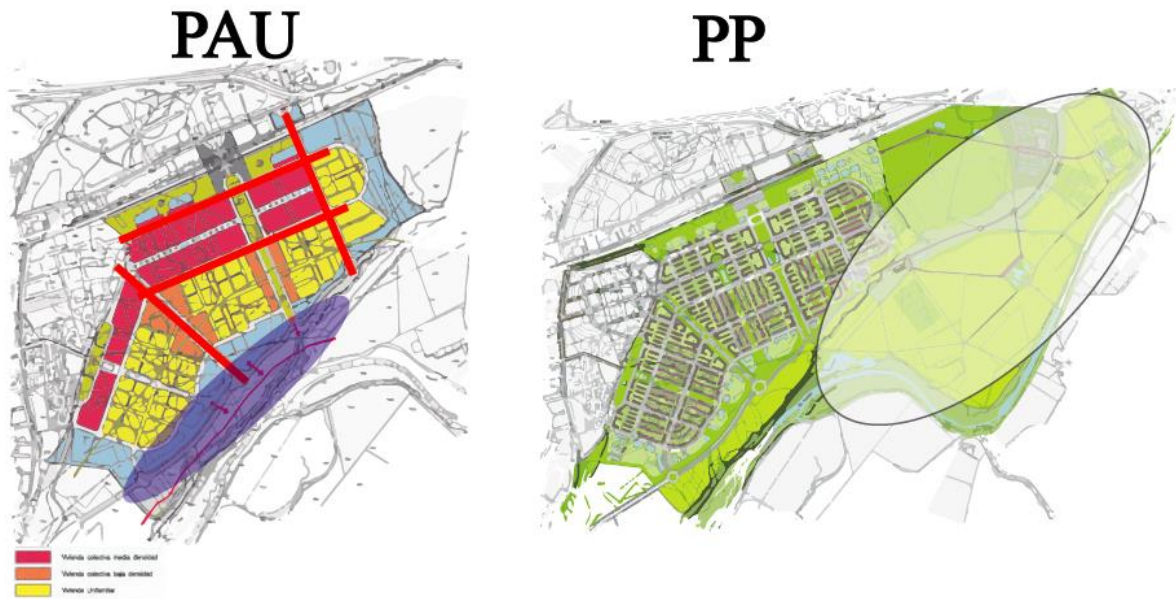 PAU
PP
Vivienda colectiva media densidad
Vivienda colectiva baja densidad
Vivienda Unifamiliar